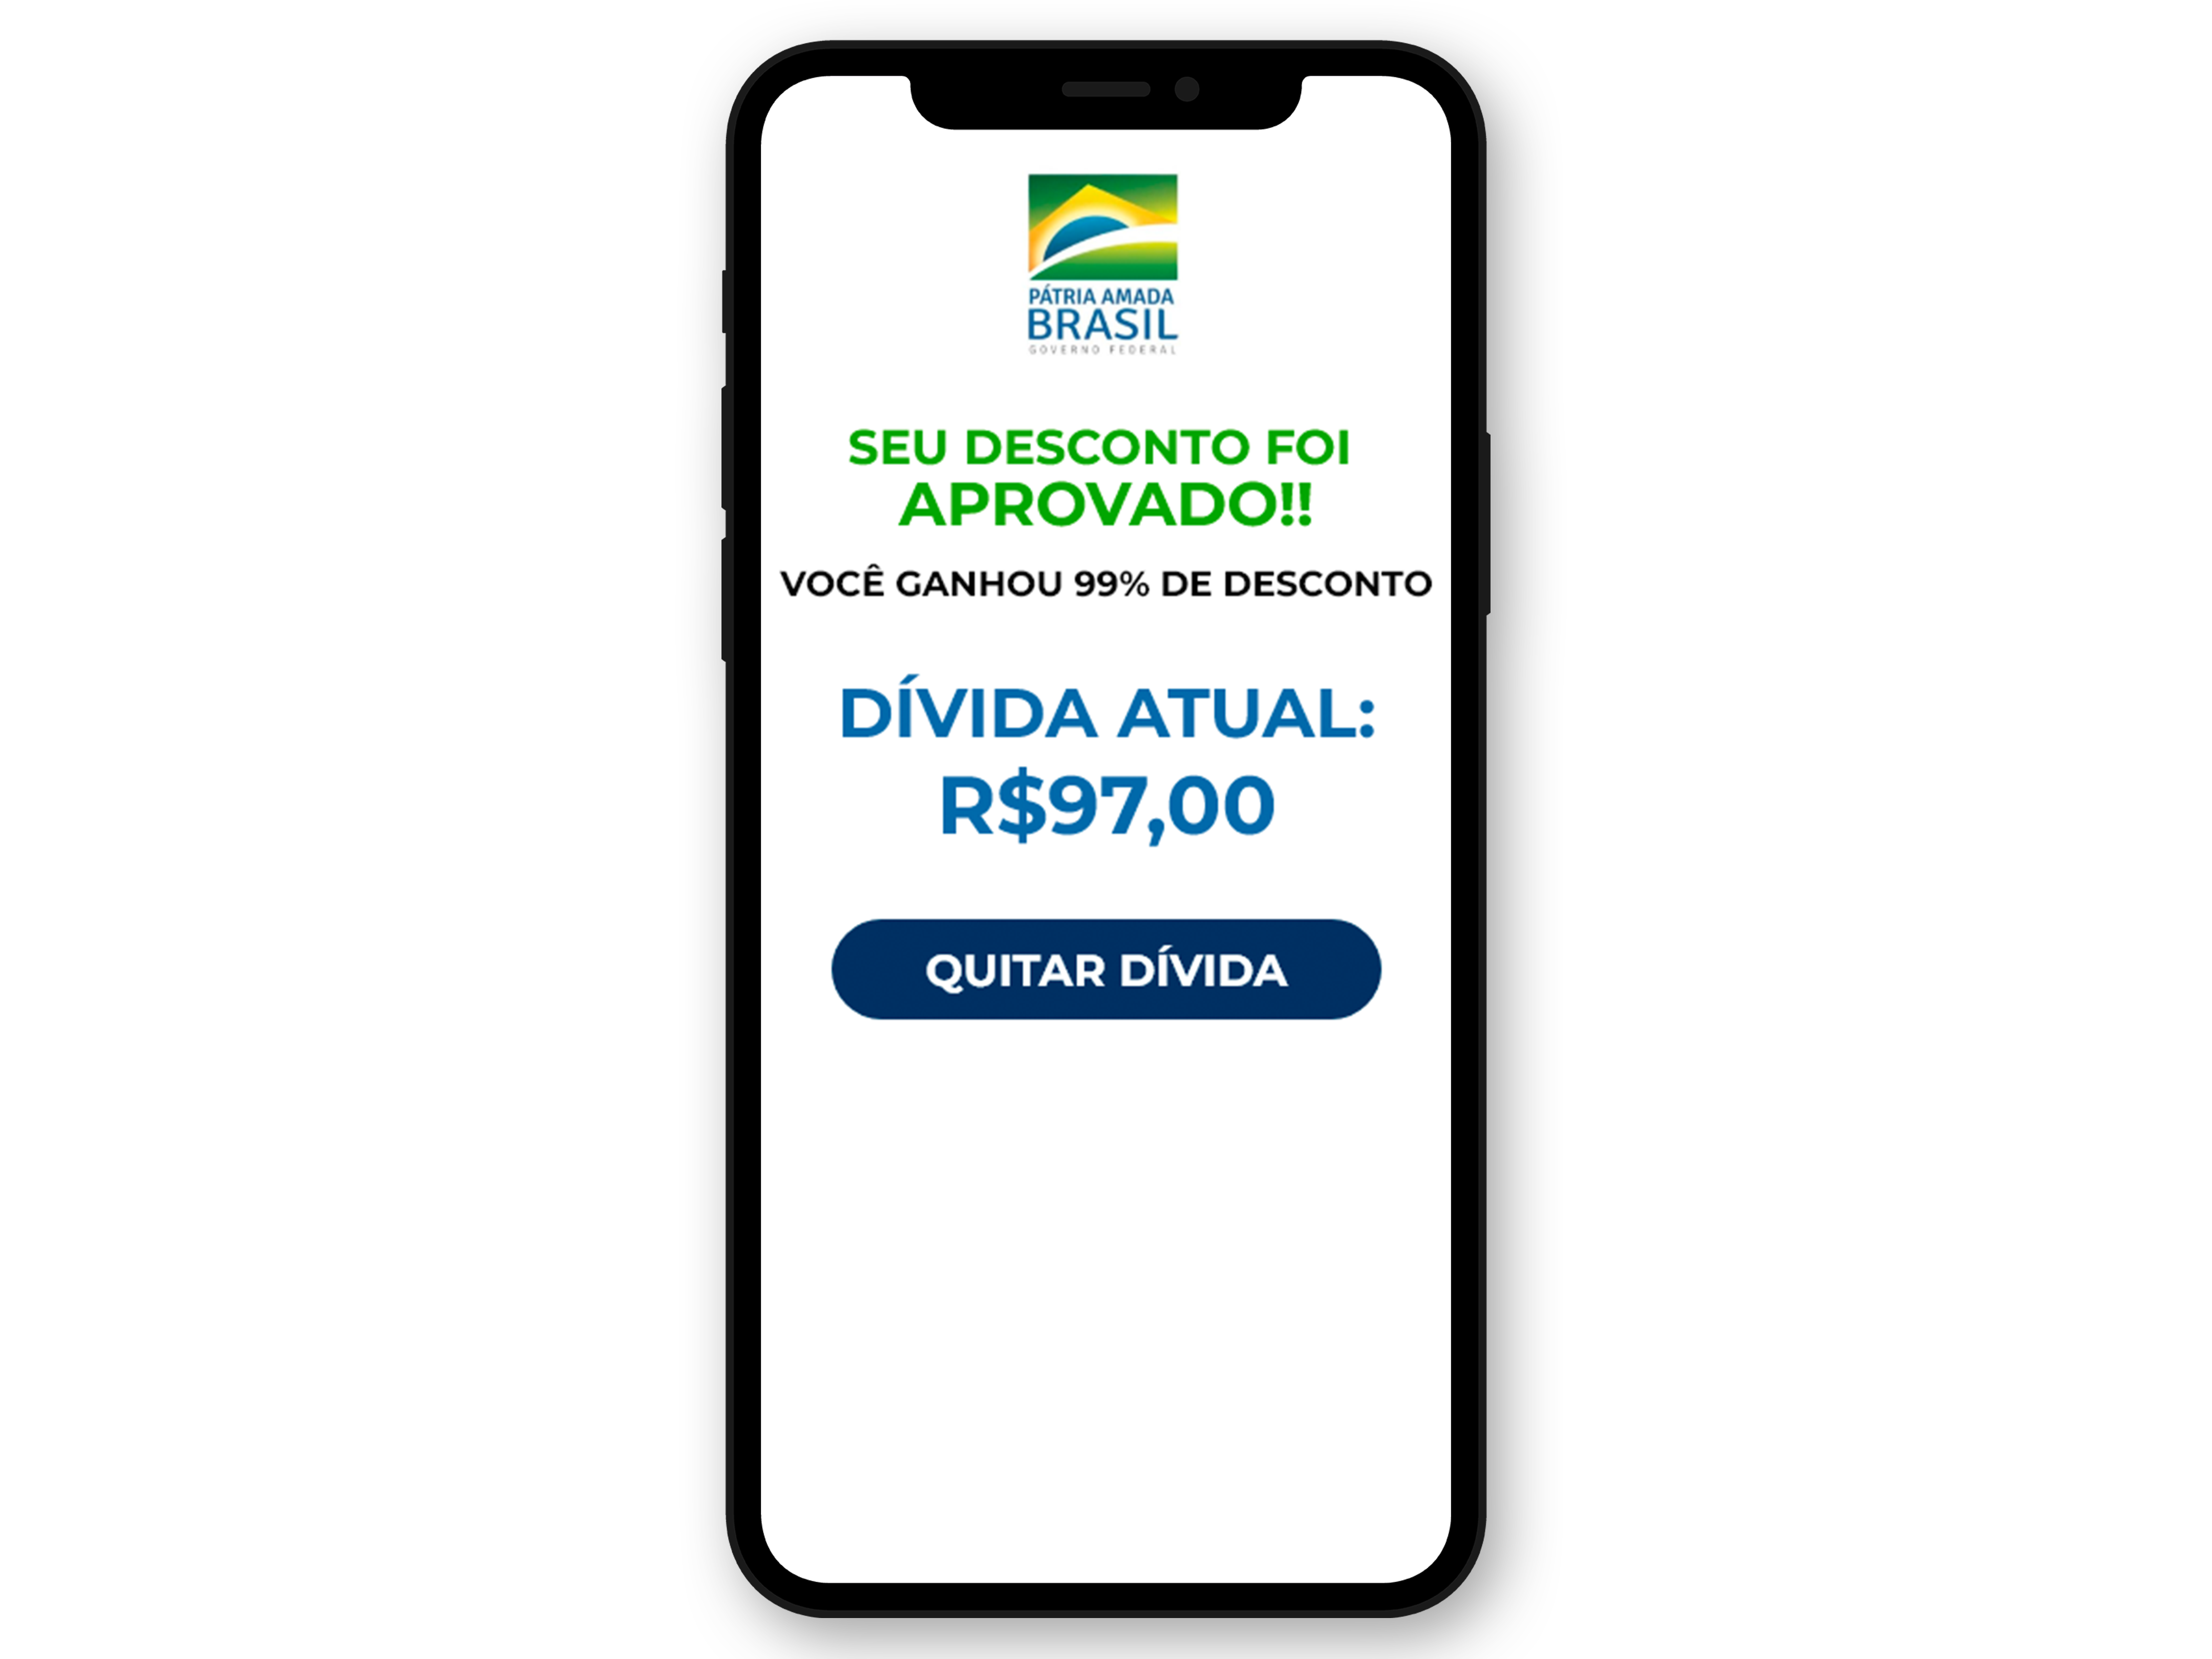 PÁTRIA AMADA
BRASIL
GOVERNO FEDERAL
SEU DESCONTO FOI
APROVADO!!
VOCÊ GANHOU 99% DE DESCONTO
DÍVIDA ATUAL:
R$97,00
QUITAR DÍVIDA